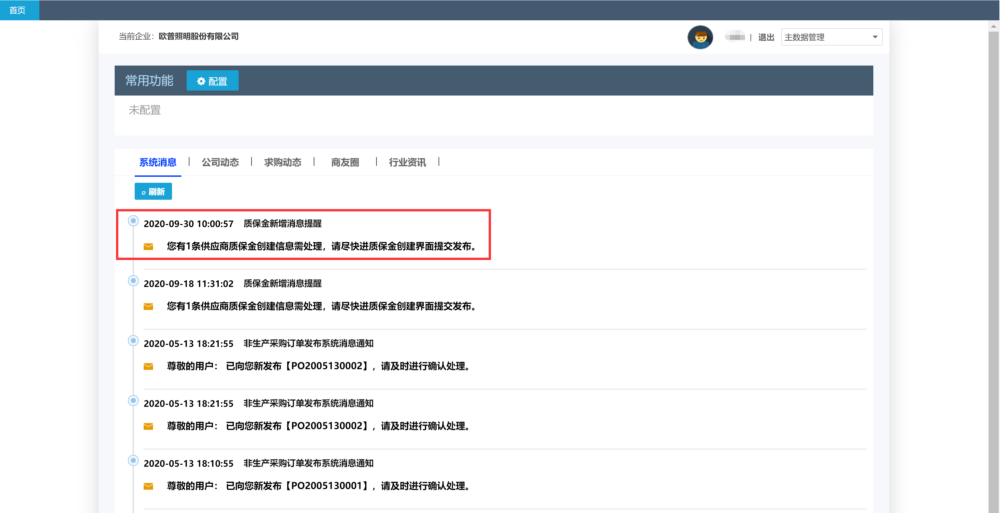 首页
当前企业：欧普照明股份有限公司
| 退出 主数据管理
常用功能 配置
未配置
系统消息 | 公司动态 | 求购动态 | 商友圈 | 行业资讯 |
刷新
2020-09-30 10:00:57 质保金新增消息提醒
您有1条供应商质保金创建信息需处理，请尽快进质保金创建界面提交发布。
2020-09-18 11:31:02 质保金新增消息提醒
您有1条供应商质保金创建信息需处理，请尽快进质保金创建界面提交发布。
2020-05-13 18:21:55 非生产采购订单发布系统消息通知
尊敬的用户： 已向您新发布【PO2005130002】，请及时进行确认处理。
2020-05-13 18:21:55 非生产采购订单发布系统消息通知
尊敬的用户： 已向您新发布【PO2005130002】，请及时进行确认处理。
2020-05-13 18:10:55 非生产采购订单发布系统消息通知
尊敬的用户： 已向您新发布【PO2005130001】，请及时进行确认处理。